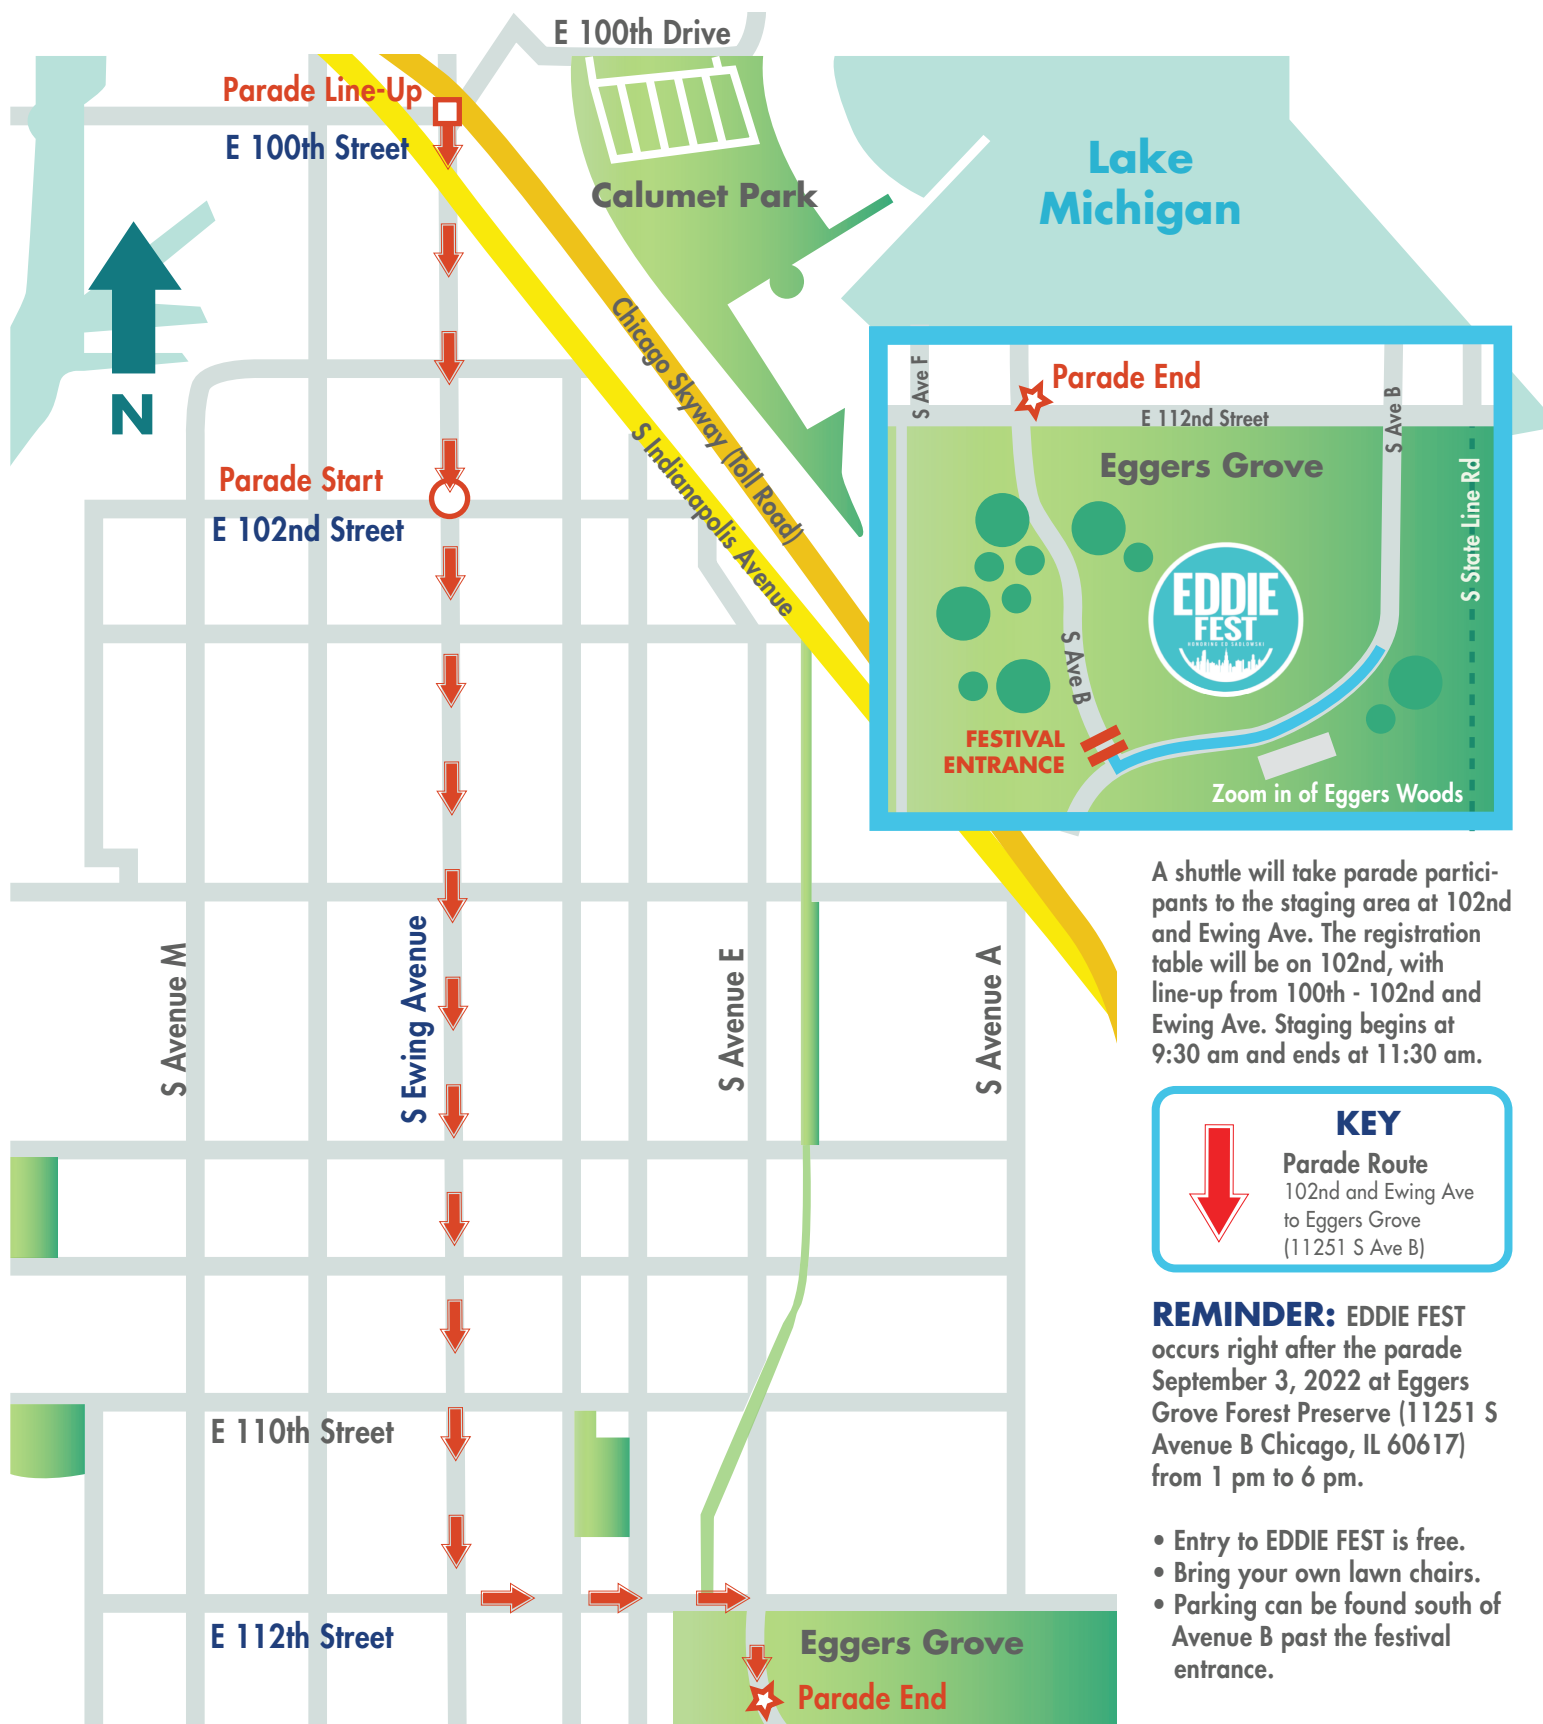 E 100th Drive
Parade Line-Up
E 100th Street
Calumet Park
Lake
Michigan
N
Chicago Skyway (Toll Road)
S Indianapolis Avenue
Parade Start
E 102nd Street
S Ave F
Parade End
E 112nd Street
S Ave B
Eggers Grove
S State Line Rd
EDDIE
FEST
HONORING ED SADLOWSKI
S Ave B
FESTIVAL
ENTRANCE
Zoom in of Eggers Woods
S Avenue M
S Ewing Avenue
S Avenue E
S Avenue A
A shuttle will take parade partici-
pants to the staging area at 102nd
and Ewing Ave. The registration
table will be on 102nd, with
line-up from 100th - 102nd and
Ewing Ave. Staging begins at
9:30 am and ends at 11:30 am.
KEY
Parade Route
102nd and Ewing Ave
to Eggers Grove
(11251 S Ave B)
REMINDER: EDDIE FEST
occurs right after the parade
September 3, 2022 at Eggers
Grove Forest Preserve (11251 S
Avenue B Chicago, IL 60617)
from 1 pm to 6 pm.
• Entry to EDDIE FEST is free.
• Bring your own lawn chairs.
• Parking can be found south of
Avenue B past the festival
entrance.
E 110th Street
E 112th Street
Eggers Grove
Parade End